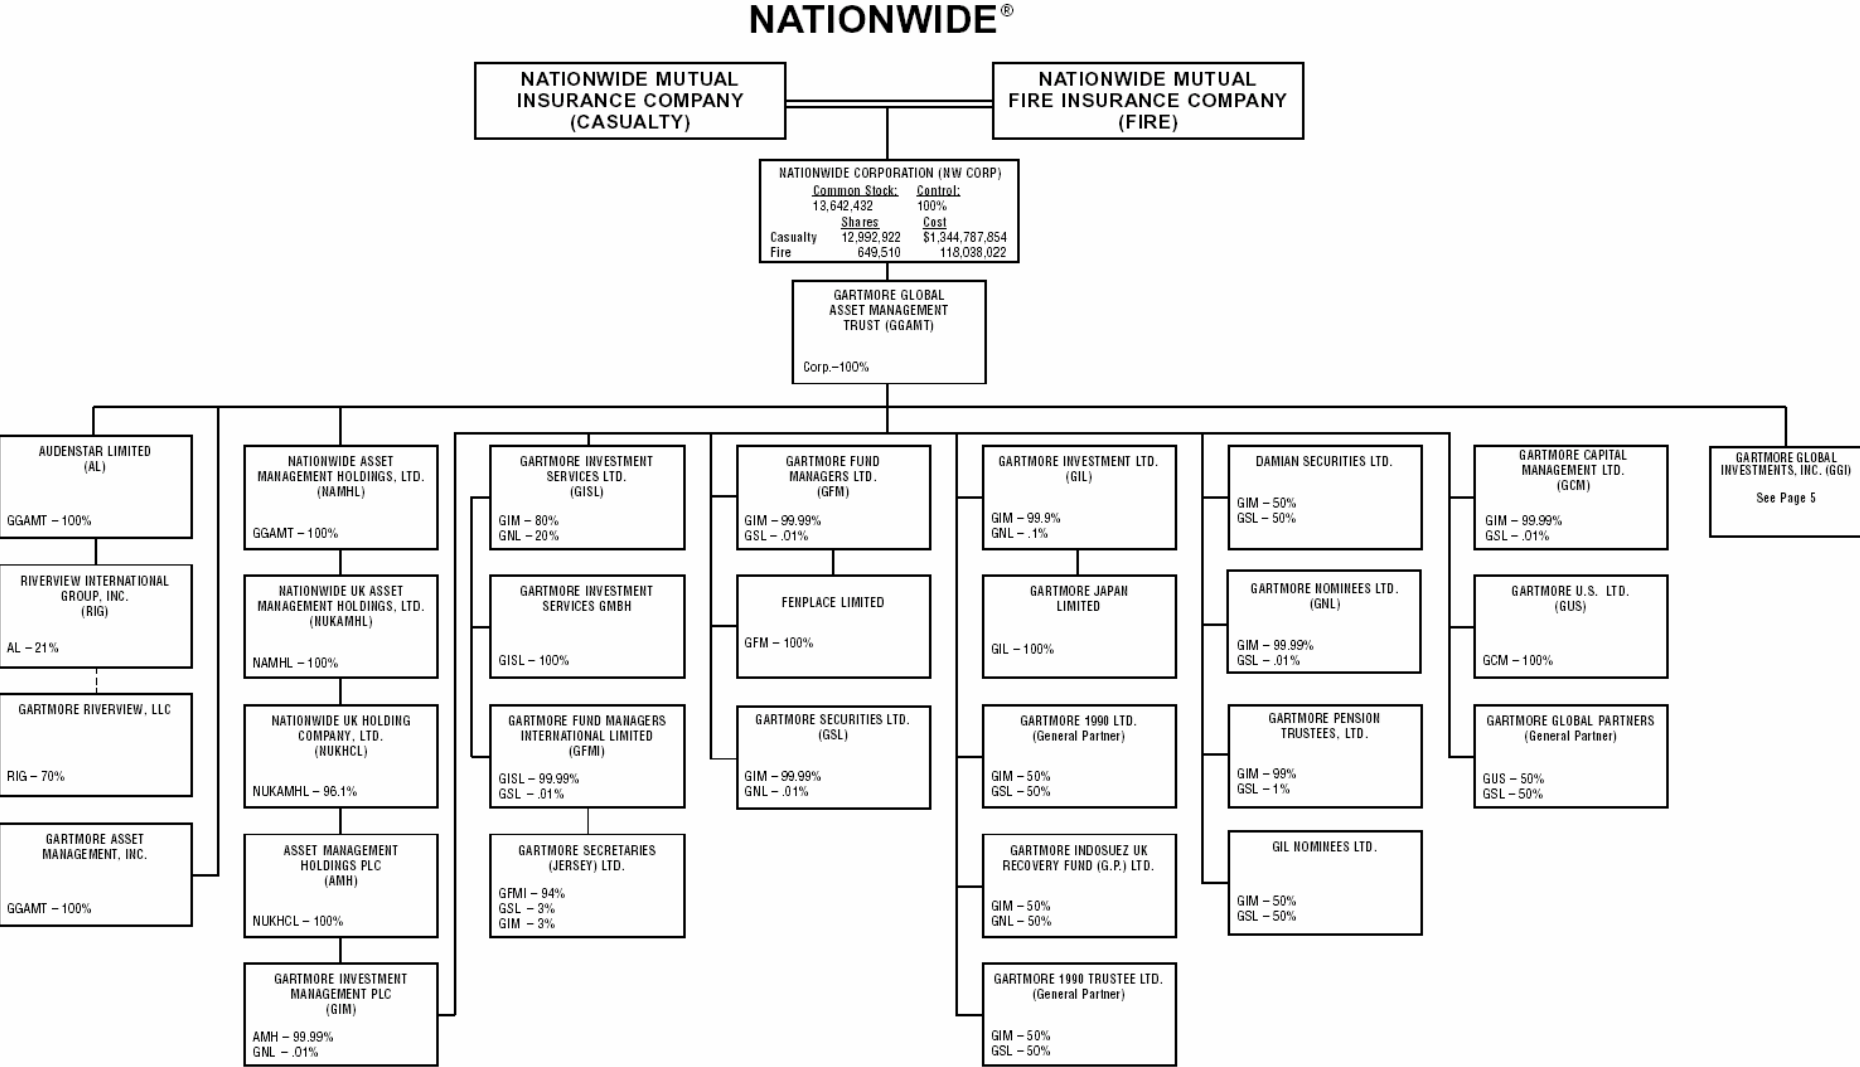 NATIONWIDE®
NATIONWIDE MUTUAL
INSURANCE COMPANY
(CASUALTY)
NATIONWIDE MUTUAL
FIRE INSURANCE COMPANY
(FIRE)
NATIONWIDE CORPORATION (NW CORP)
Common Stock: Control:
13,642,432 100%
Shares Cost
Casualty 12,992,922 $1,344,787,854
Fire 649,510 118,038,022
GARTMORE GLOBAL
ASSET MANAGEMENT
TRUST (GGAMT)
Corp.–100%
AUDENSTAR LIMITED
(AL)
GGAMT – 100%
RIVERVIEW INTERNATIONAL
GROUP, INC.
(RIG)
AL – 21%
GARTMORE RIVERVIEW, LLC
RIG – 70%
GARTMORE ASSET
MANAGEMENT, INC.
GGAMT – 100%
NATIONWIDE ASSET
MANAGEMENT HOLDINGS, LTD.
(NAMHL)
GGAMT – 100%
NATIONWIDE UK ASSET
MANAGEMENT HOLDINGS, LTD.
(NUKAMHL)
NAMHL – 100%
NATIONWIDE UK HOLDING
COMPANY, LTD.
(NUKHCL)
NUKAMHL – 96.1%
ASSET MANAGEMENT
HOLDINGS PLC
(AMH)
NUKHCL – 100%
GARTMORE INVESTMENT
MANAGEMENT PLC
(GIM)
AMH – 99.99%
GNL – .01%
GARTMORE INVESTMENT
SERVICES LTD.
(GISL)
GIM – 80%
GNL – 20%
GARTMORE INVESTMENT
SERVICES GMBH
GISL – 100%
GARTMORE FUND MANAGERS
INTERNATIONAL LIMITED
(GFMI)
GISL – 99.99%
GSL – .01%
GARTMORE SECRETARIES
(JERSEY) LTD.
GFMI – 94%
GSL – 3%
GIM – 3%
GARTMORE FUND
MANAGERS LTD.
(GFM)
GIM – 99.99%
GSL – .01%
FENPLACE LIMITED
GFM – 100%
GARTMORE SECURITIES LTD.
(GSL)
GIM – 99.99%
GNL – .01%
GARTMORE INVESTMENT LTD.
(GIL)
GIM – 99.9%
GNL – .1%
GARTMORE JAPAN
LIMITED
GIL – 100%
GARTMORE 1990 LTD.
(General Partner)
GIM – 50%
GSL – 50%
GARTMORE INDOSUEZ UK
RECOVERY FUND (G.P.) LTD.
GIM – 50%
GNL – 50%
GARTMORE 1990 TRUSTEE LTD.
(General Partner)
GIM – 50%
GSL – 50%
DAMIAN SECURITIES LTD.
GIM – 50%
GSL – 50%
GARTMORE NOMINEES LTD.
(GNL)
GIM – 99.99%
GSL – .01%
GARTMORE PENSION
TRUSTEES, LTD.
GIM – 99%
GSL – 1%
GIL NOMINEES LTD.
GIM – 50%
GSL – 50%
GARTMORE CAPITAL
MANAGEMENT LTD.
(GCM)
GIM – 99.99%
GSL – .01%
GARTMORE U.S. LTD.
(GUS)
GCM – 100%
GARTMORE GLOBAL PARTNERS
(General Partner)
GUS – 50%
GSL – 50%
GARTMORE GLOBAL
INVESTMENTS, INC. (GGI)
See Page 5